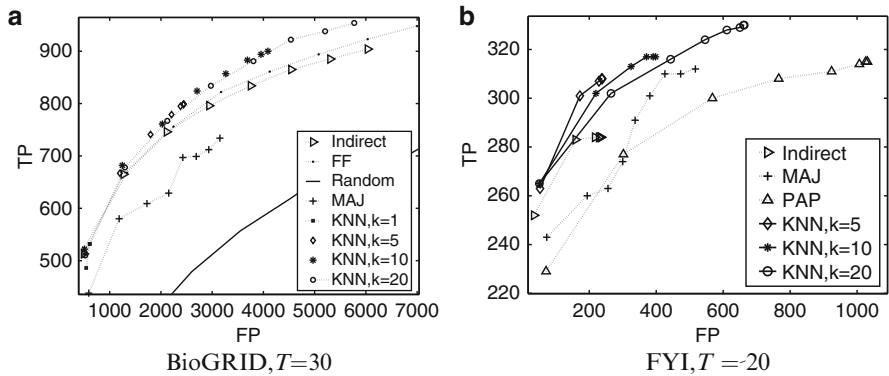 a
TP
900
800
700
600
500
1000
2000
3000
4000
5000
6000
7000
FP
Indirect
FF
Random
MAJ
KNN,k=1
KNN,k=5
KNN,k=10
KNN,k=20
BioGRID,T=30
b
TP
340
320
300
280
260
240
220
200
400
600
800
1000
FP
Indirect
MAJ
PAP
KNN,k=5
KNN,k=10
KNN,k=20
FYI,T =-20